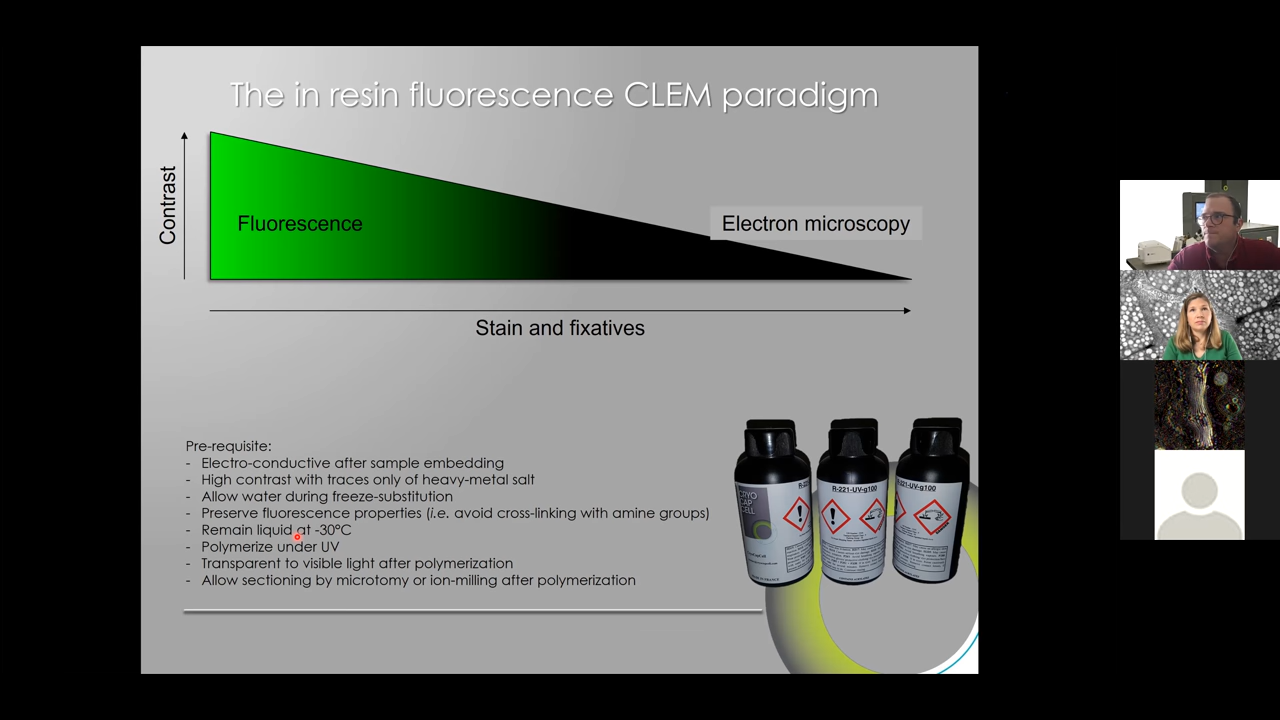 The in resin fluorescence CLEM paradigm
Contrast
Fluorescence
Electron microscopy
Stain and fixatives
Pre-requisite:
- Electro-conductive after sample embedding
- High contrast with traces only of heavy-metal salt
- Allow water during freeze-substitution
- Preserve fluorescence properties (i.e. avoid cross-linking with amine groups)
- Remain liquid at -30°C
- Polymerize under UV
- Transparent to visible light after polymerization
- Allow sectioning by microtomy or ion-milling after polymerization
CRYO
CAP
CELL
R-221-UV-g100